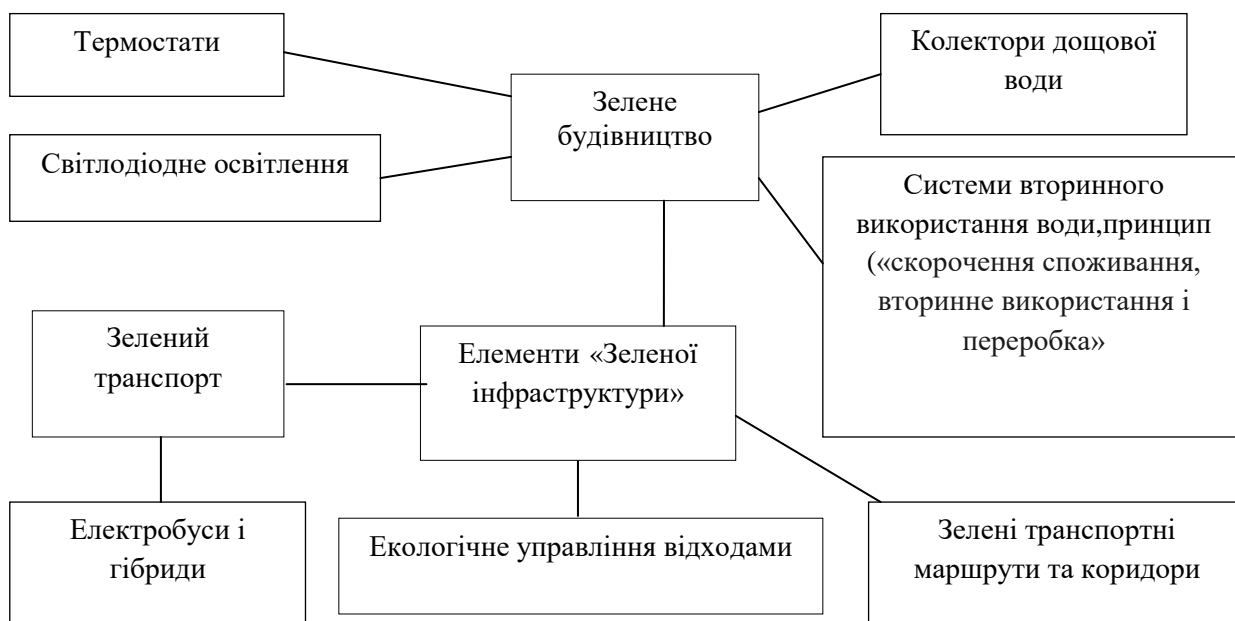 Термостати
Колектори дощової
води
Зелене
будівництво
Світлодіодне освітлення
Системи вторинного
використання води,принцип
(«скорочення споживання,
вторинне використання і
переробка»
Зелений
транспорт
Елементи «Зеленої
інфраструктури»
Електробуси і
гібриди
Екологічне управління відходами
Зелені транспортні
маршрути та коридори